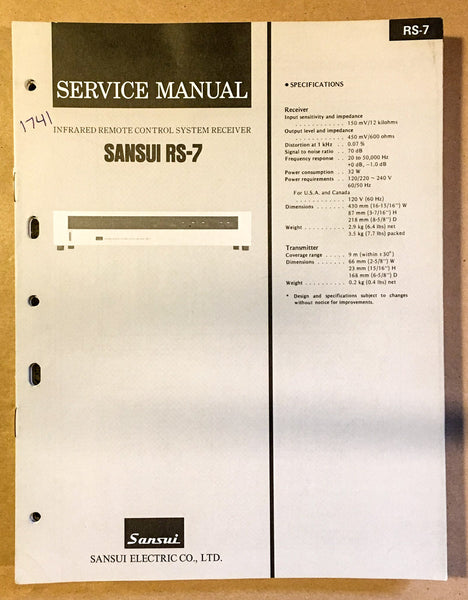 RS-7
SERVICE MANUAL
1741
INFRARED REMOTE CONTROL SYSTEM RECEIVER
SANSUI RS-7
● SPECIFICATIONS
Receiver
Input sensitivity and impedance
. . . . . . . . . . . . 150 mV/12 kilohms
Output level and impedance
. . . . . . . . . . . . 450 mV/600 ohms
Distortion at 1 kHz . . 0.07 %
Signal to noise ratio . . 70 dB
Frequency response . . 20 to 50,000 Hz
+0 dB, −1.0 dB
Power consumption . . . 32 W
Power requirements . . 120/220 ~ 240 V
60/50 Hz
For U.S.A. and Canada
. . . . . . . . . . . . 120 V (60 Hz)
Dimensions . . . . . . . 430 mm (16-15/16") W
87 mm (3-7/16") H
218 mm (8-5/8") D
Weight . . . . . . . . . . 2.9 kg (6.4 lbs) net
3.5 kg (7.7 lbs) packed
Transmitter
Coverage range . . . . . 9 m (within ±30°)
Dimensions . . . . . . . 66 mm (2-5/8") W
23 mm (15/16") H
168 mm (6-5/8") D
Weight . . . . . . . . . . 0.2 kg (0.4 lbs) net
* Design and specifications subject to changes
without notice for improvements.
Sansui
SANSUI ELECTRIC CO., LTD.